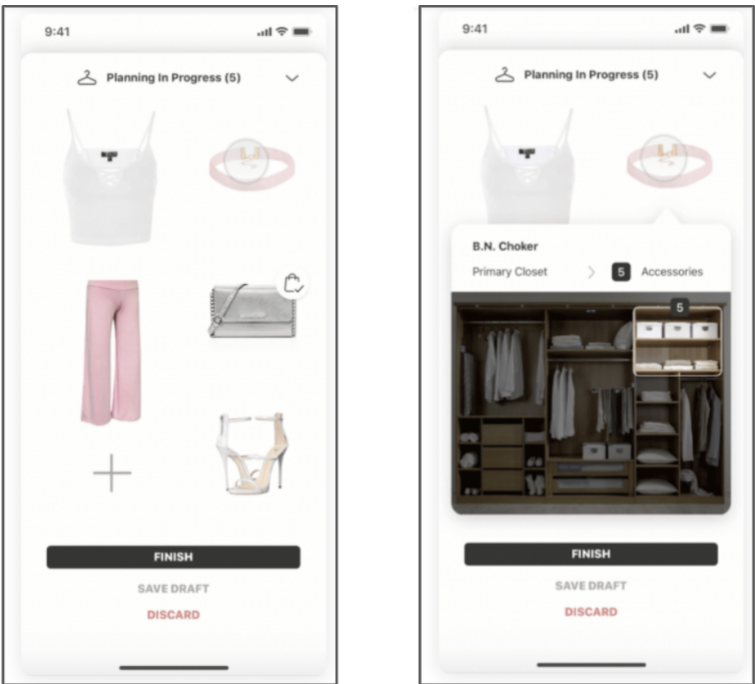 9:41
Planning In Progress (5)
FINISH
SAVE DRAFT
DISCARD
9:41
Planning In Progress (5)
B.N. Choker
Primary Closet > 5 Accessories
5
FINISH
SAVE DRAFT
DISCARD